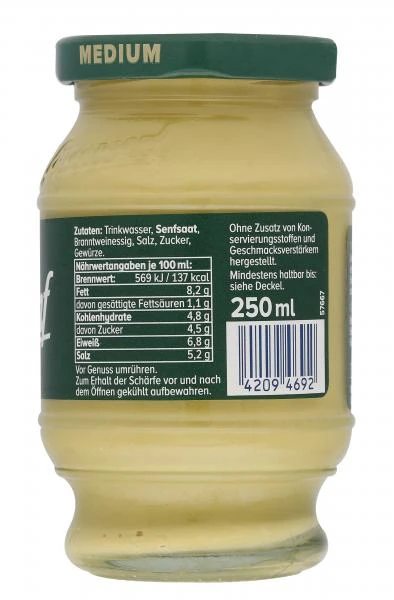 MEDIUM
Zutaten: Trinkwasser, Senfsaat,
Branntweinessig, Salz, Zucker,
Gewürze.
Nährwertangaben je 100 ml:
Brennwert: 569 kJ / 137 kcal
Fett 8,2 g
davon gesättigte Fettsäuren 1,1 g
Kohlenhydrate 4,8 g
davon Zucker 4,5 g
Eiweiß 6,8 g
Salz 5,2 g
Vor Genuss umrühren.
Zum Erhalt der Schärfe vor und nach
dem Öffnen gekühlt aufbewahren.
Ohne Zusatz von Kon-
servierungsstoffen und
Geschmacksverstärkern
hergestellt.
Mindestens haltbar bis:
siehe Deckel.
250 ml
57667
4209 4692